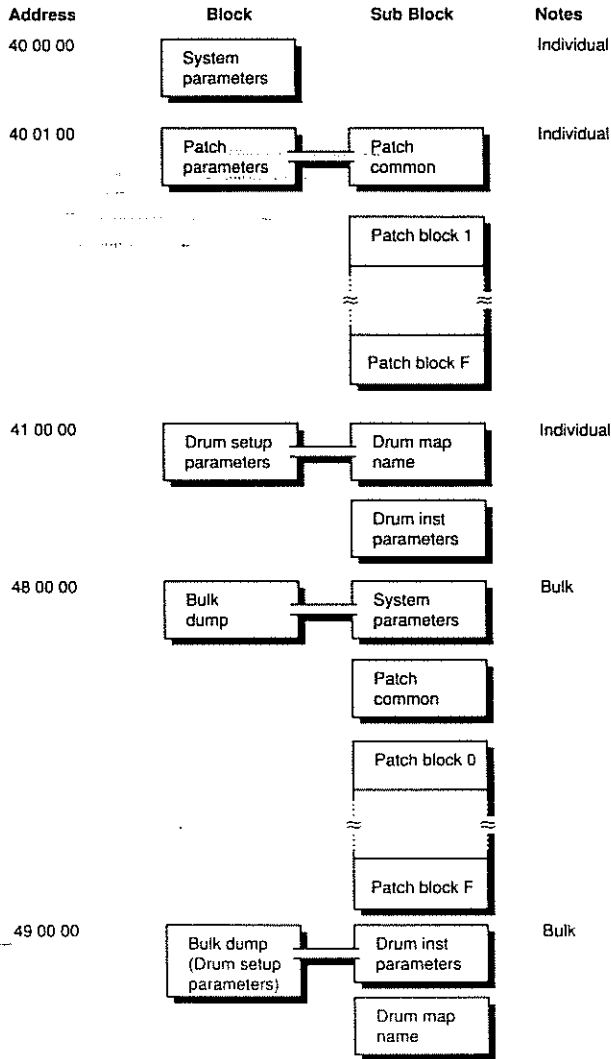 Address Block Sub Block Notes
40 00 00 System parameters Individual
40 01 00 Patch parameters Patch common Individual
Patch block 1
Patch block F
41 00 00 Drum setup parameters Drum map name Individual
Drum inst parameters
48 00 00 Bulk dump System parameters Bulk
Patch common
Patch block 0
Patch block F
49 00 00 Bulk dump (Drum setup parameters) Drum inst parameters Bulk
Drum map name